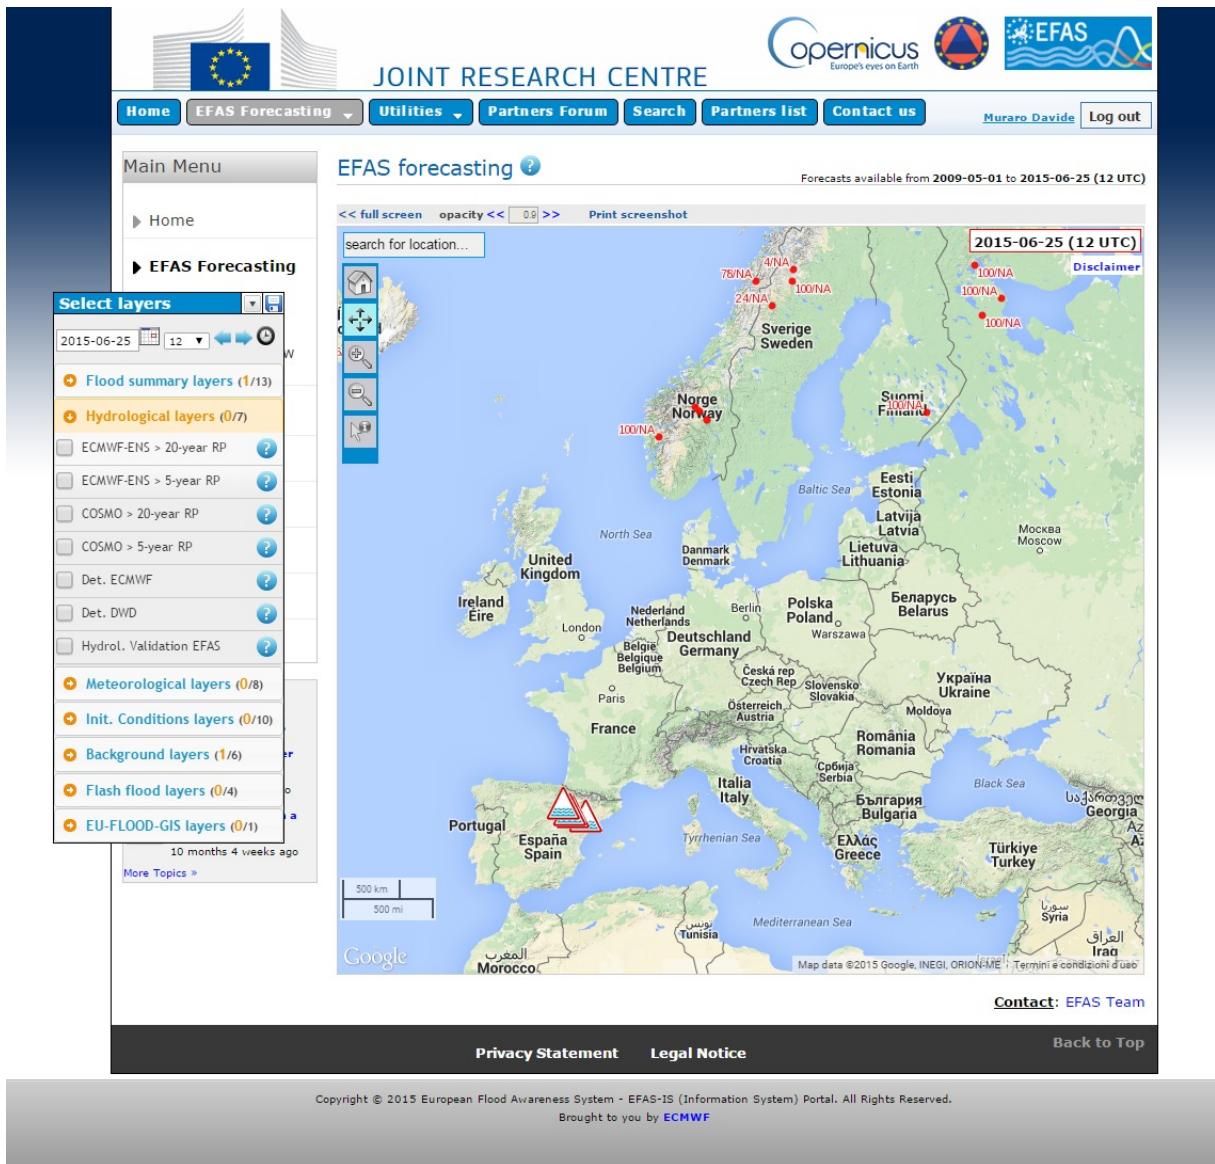 JOINT RESEARCH CENTRE
opernicus
Europe's eyes on Earth
EFAS
Home
EFAS Forecasting
Utilities
Partners Forum
Search
Partners list
Contact us
Muraro Davide
Log out
Main Menu
Home
EFAS Forecasting
EFAS forecasting ?
Forecasts available from 2009-05-01 to 2015-06-25 (12 UTC)
<< full screen opacity << 0.9 >> Print screenshot
search for location...
2015-06-25 (12 UTC)
Disclaimer
Select layers
2015-06-25 12
Flood summary layers (1/13)
Hydrological layers (0/7)
ECMWF-ENS > 20-year RP ?
ECMWF-ENS > 5-year RP ?
COSMO > 20-year RP ?
COSMO > 5-year RP ?
Det. ECMWF ?
Det. DWD ?
Hydrol. Validation EFAS ?
Meteorological layers (0/8)
Init. Conditions layers (0/10)
Background layers (1/6)
Flash flood layers (0/4)
EU-FLOOD-GIS layers (0/1)
10 months 4 weeks ago
More Topics »
78/NA
4/NA
100/NA
24/NA
100/NA
100/NA
100/NA
Sverige
Sweden
Norge
Norway
100/NA
Suomi
Finland
100/NA
Baltic Sea
Eesti
Estonia
Latvija
Latvia
Lietuva
Lithuania
Москва
Moscow
North Sea
Danmark
Denmark
United
Kingdom
Ireland
Éire
London
Nederland
Netherlands
Berlin
Polska
Poland
Warszawa
Беларусь
Belarus
Deutschland
Germany
België
Belgique
Belgium
Paris
Česká rep
Czech Rep
Slovensko
Slovakia
Україна
Ukraine
Österreich
Austria
Moldova
France
România
Romania
Hrvatska
Croatia
Србија
Serbia
Italia
Italy
България
Bulgaria
Black Sea
საქართველო
Georgia
Az
Portugal
España
Spain
Tyrrhenian Sea
Ελλάς
Greece
Türkiye
Turkey
500 km
500 mi
تونس
Tunisia
Mediterranean Sea
سوريا
Syria
العراق
Iraq
المغرب
Morocco
Google
Map data ©2015 Google, INEGI, ORION-ME Termini e condizioni d'uso
Contact: EFAS Team
Privacy Statement Legal Notice
Back to Top
Copyright © 2015 European Flood Awareness System - EFAS-IS (Information System) Portal. All Rights Reserved.
Brought to you by ECMWF